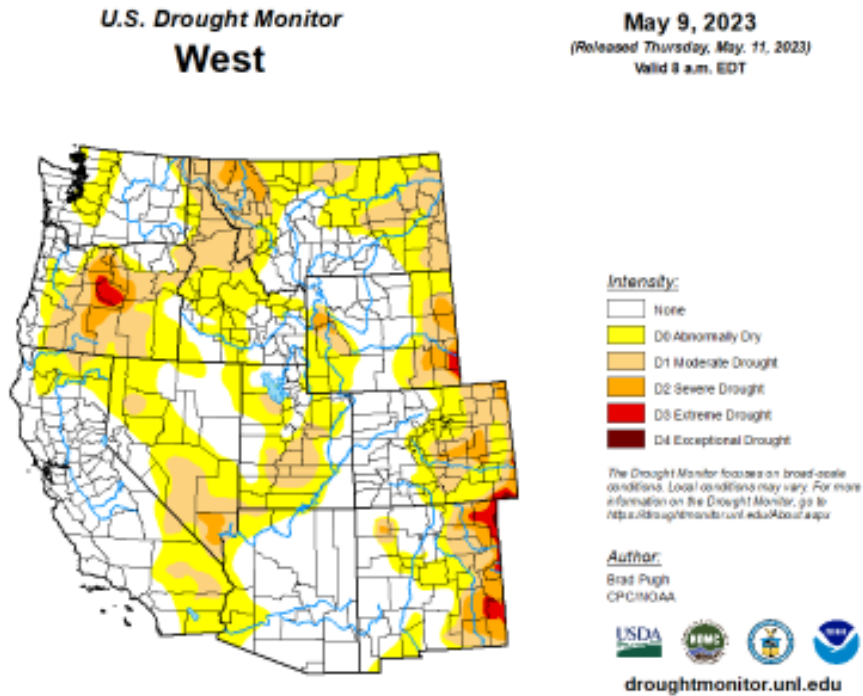 U.S. Drought Monitor
West
May 9, 2023
(Released Thursday, May. 11, 2023)
Valid 8 a.m. EDT
Intensity:
None
D0 Abnormally Dry
D1 Moderate Drought
D2 Severe Drought
D3 Extreme Drought
D4 Exceptional Drought
The Drought Monitor focuses on broad-scale
conditions. Local conditions may vary. For more
information on the Drought Monitor, go to
https://droughtmonitor.unl.edu/About.aspx
Author:
Brad Pugh
CPC/NOAA
USDA
droughtmonitor.unl.edu